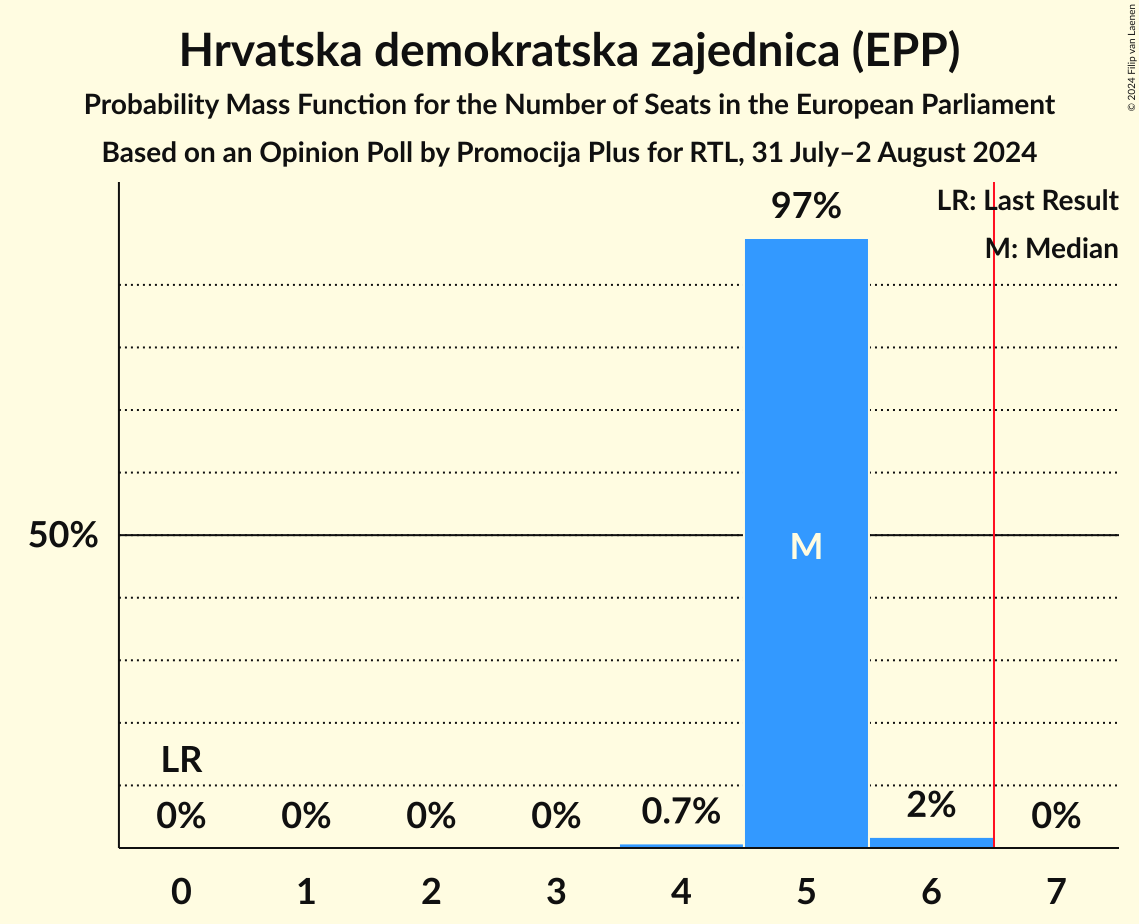 Hrvatska demokratska zajednica (EPP)
Probability Mass Function for the Number of Seats in the European Parliament
Based on an Opinion Poll by Promocija Plus for RTL, 31 July–2 August 2024
© 2024 Filip van Laenen
LR: Last Result
M: Median
97%
50%
M
LR
0% 0% 0% 0% 0.7% 2% 0%
0 1 2 3 4 5 6 7